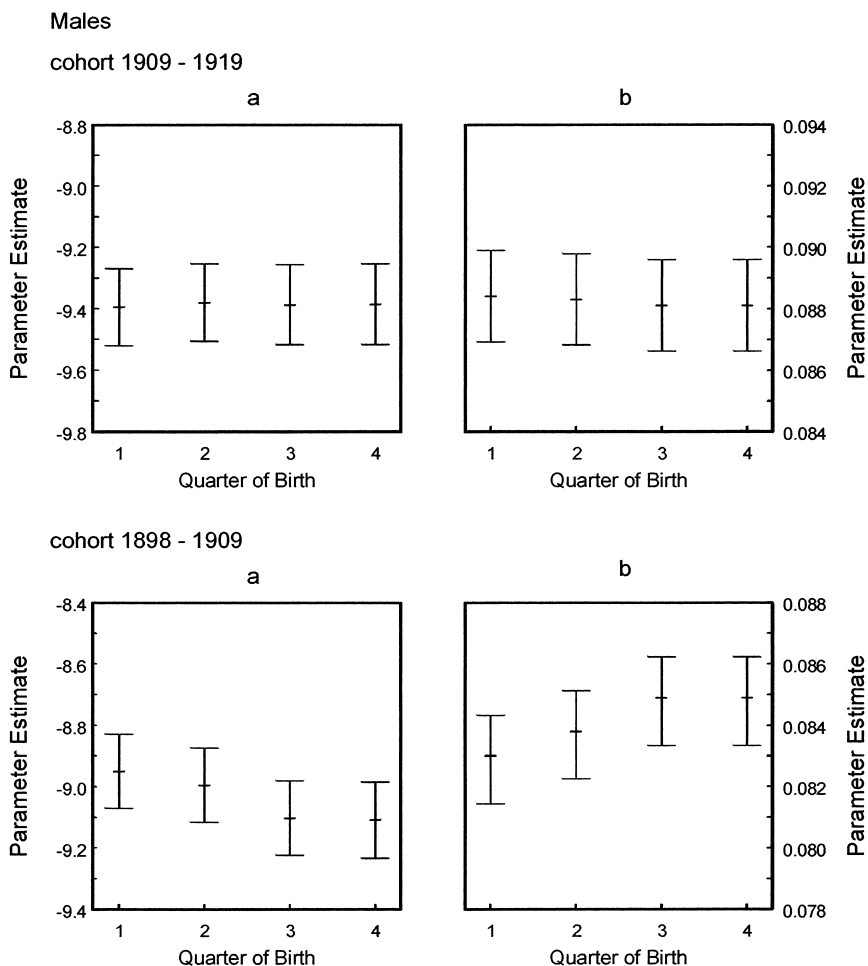 Males
cohort 1909 - 1919
a
b
Parameter Estimate
-8.8
-9.0
-9.2
-9.4
-9.6
-9.8
1 2 3 4
Quarter of Birth
0.094
0.092
0.090
0.088
0.086
0.084
Parameter Estimate
1 2 3 4
Quarter of Birth
cohort 1898 - 1909
a
b
Parameter Estimate
-8.4
-8.6
-8.8
-9.0
-9.2
-9.4
1 2 3 4
Quarter of Birth
0.088
0.086
0.084
0.082
0.080
0.078
Parameter Estimate
1 2 3 4
Quarter of Birth